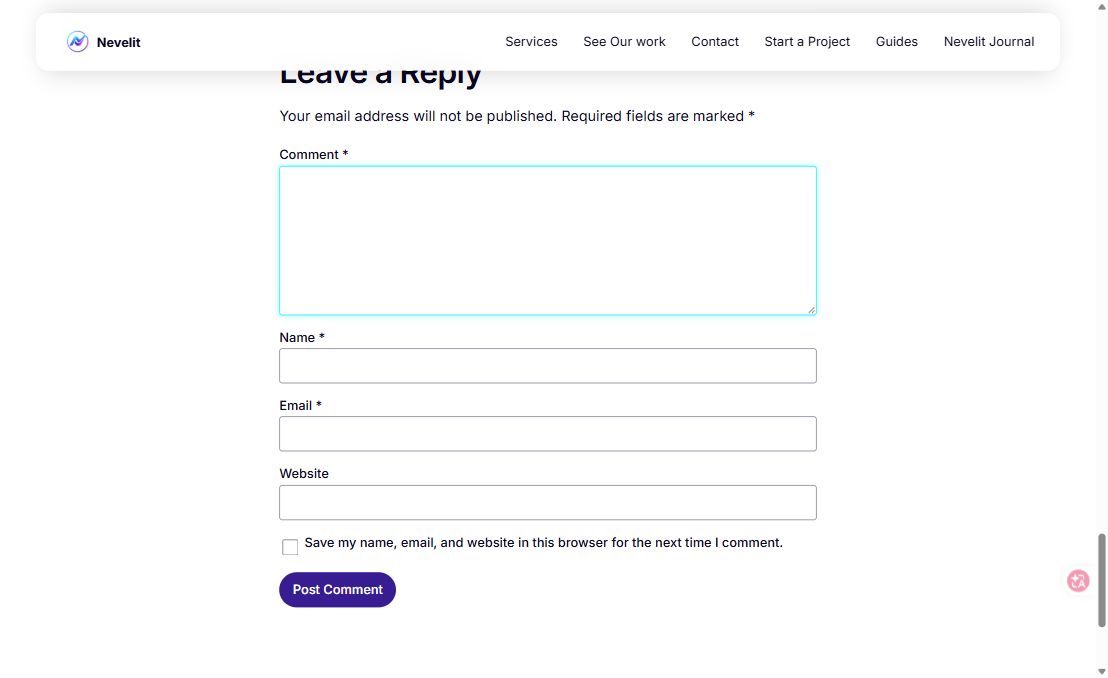 Nevelit
Services
See Our work
Contact
Start a Project
Guides
Nevelit Journal
Leave a Reply
Your email address will not be published. Required fields are marked *
Comment *
Name *
Email *
Website
Save my name, email, and website in this browser for the next time I comment.
Post Comment